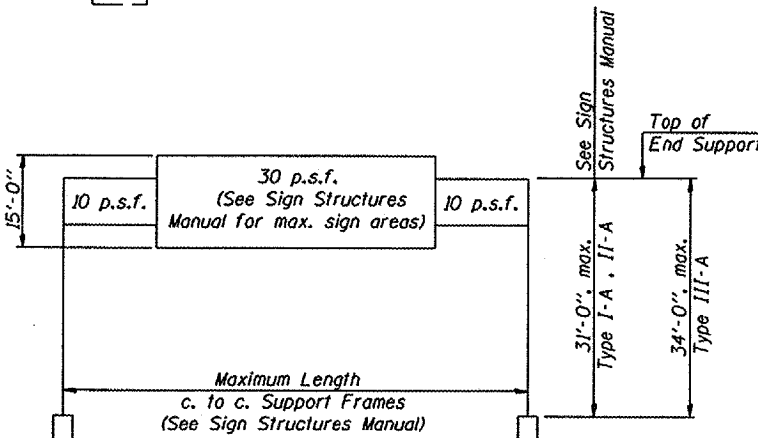 See Sign
Structures Manual
Top of
End Support
15'-0"
10 p.s.f.
30 p.s.f.
(See Sign Structures
Manual for max. sign areas)
10 p.s.f.
31'-0". max.
Type I-A , II-A
34'-0". max.
Type III-A
Maximum Length
c. to c. Support Frames
(See Sign Structures Manual)